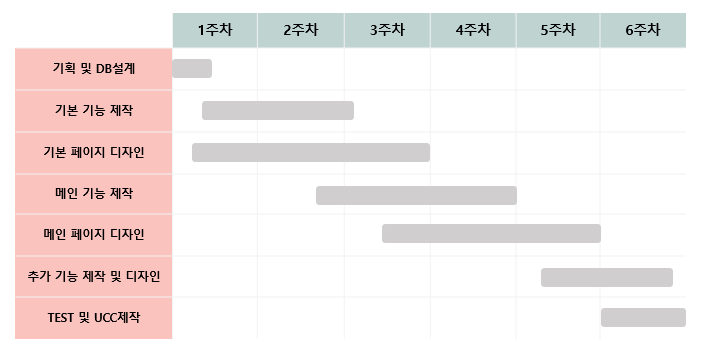 1주차 2주차 3주차 4주차 5주차 6주차
기획 및 DB설계
기본 기능 제작
기본 페이지 디자인
메인 기능 제작
메인 페이지 디자인
추가 기능 제작 및 디자인
TEST 및 UCC제작